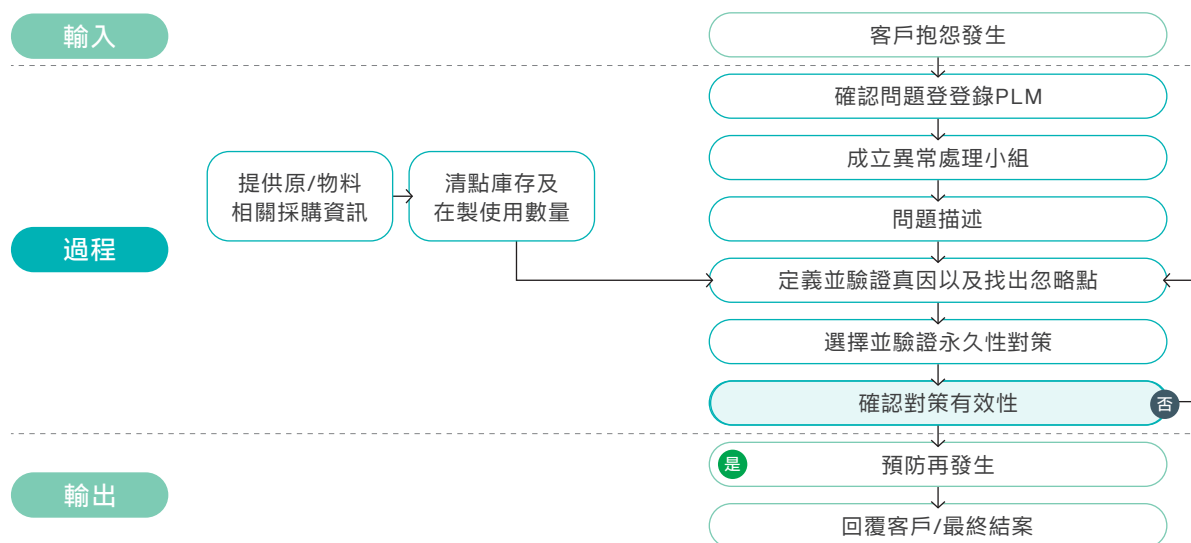 輸入
客戶抱怨發生
確認問題登登錄PLM
成立異常處理小組
提供原/物料
相關採購資訊
清點庫存及
在製使用數量
問題描述
過程
定義並驗證真因以及找出忽略點
選擇並驗證永久性對策
確認對策有效性
否
是
預防再發生
輸出
回覆客戶/最終結案